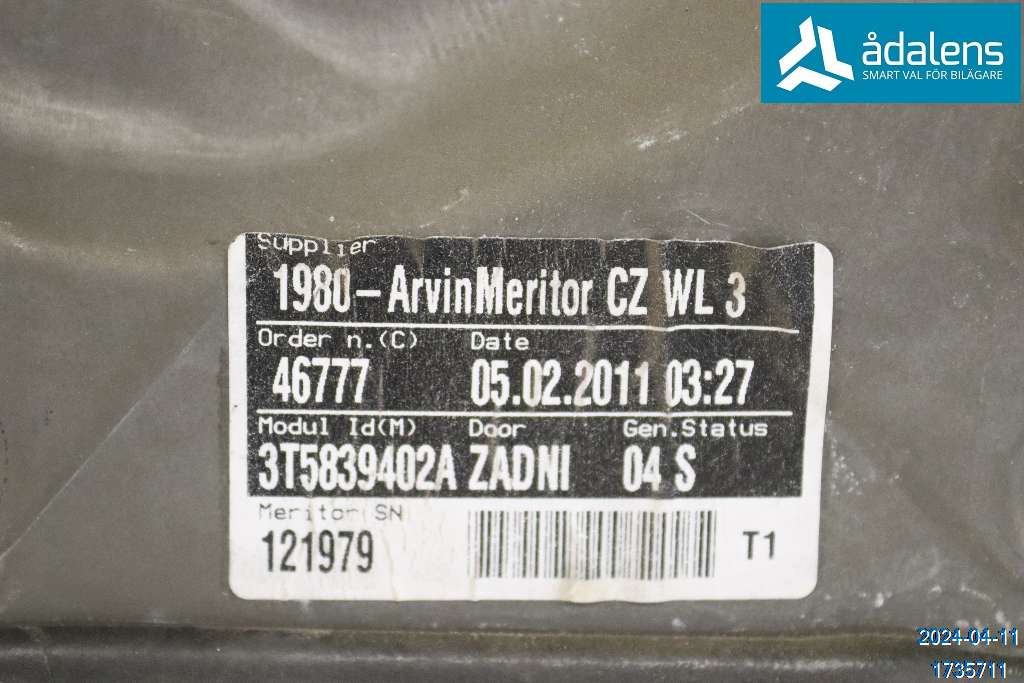 ådalens
SMART VAL FÖR BILÄGARE
Supplier
1980-ArvinMeritor CZ WL 3
Order n.(C) Date
46777 05.02.2011 03:27
Modul Id(M) Door Gen.Status
3T5839402A ZADNI 04 S
Meritor SN
121979 T1
2024-04-11
1735711